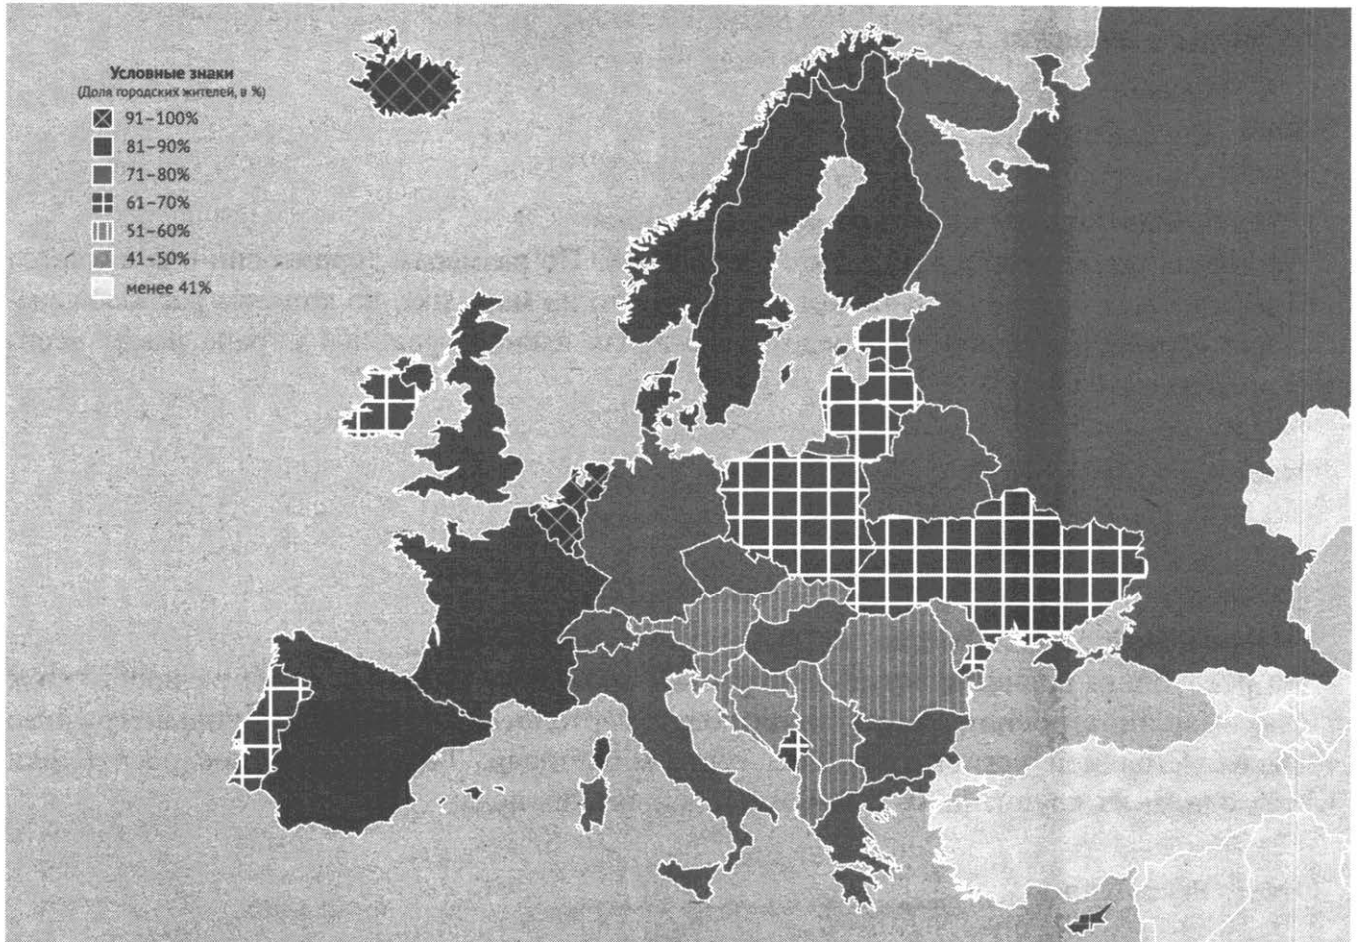 Условные знаки
(Доля городских жителей, в %)
91–100%
81–90%
71–80%
61–70%
51–60%
41–50%
менее 41%